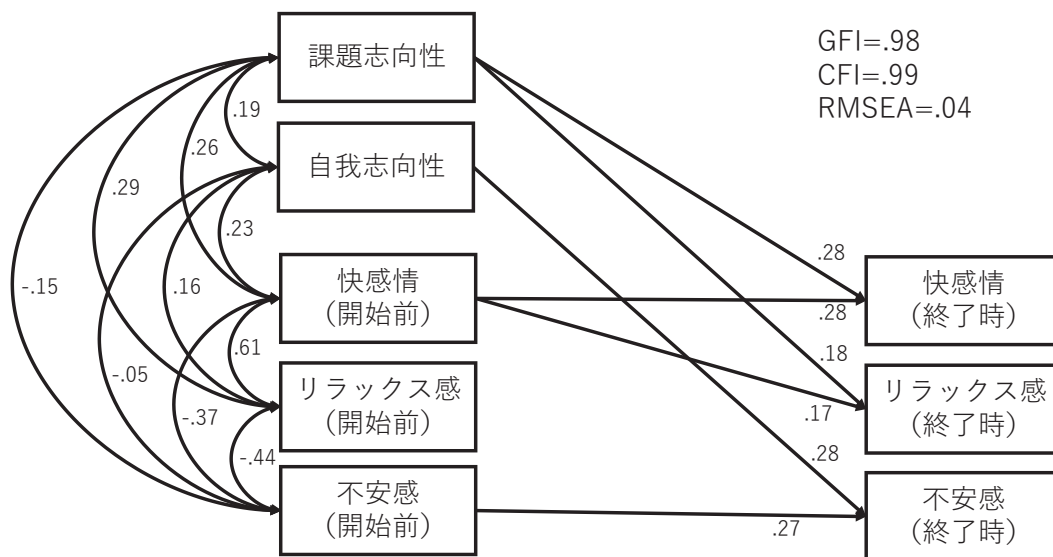 課題志向性
GFI=.98
CFI=.99
RMSEA=.04
.19
自我志向性
.26
.29
.23
-.15
.16
快感情
(開始前)
.28
.28
快感情
(終了時)
.61
-.05
リラックス感
(開始前)
.18
.17
リラックス感
(終了時)
-.37
-.44
.28
不安感
(開始前)
.27
不安感
(終了時)